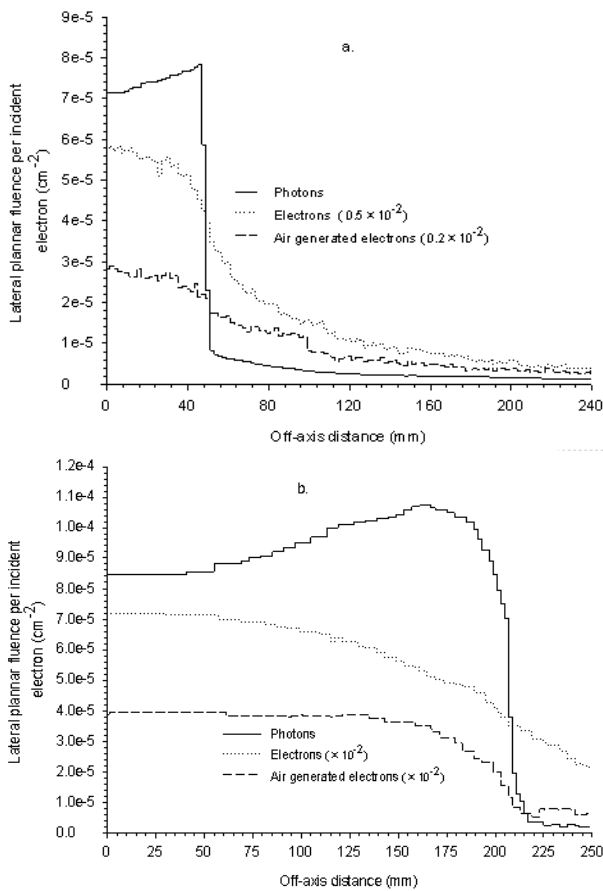 9e-5
a.
8e-5
7e-5
6e-5
5e-5
4e-5
3e-5
2e-5
1e-5
0
Lateral plannar fluence per incident
electron (cm-2)
Photons
Electrons (0.5 × 10-2)
Air generated electrons (0.2 × 10-2)
0 40 80 120 160 200 240
Off-axis distance (mm)
1.2e-4
b.
1.1e-4
1.0e-4
9.0e-5
8.0e-5
7.0e-5
6.0e-5
5.0e-5
4.0e-5
3.0e-5
2.0e-5
1.0e-5
0.0
Lateral plannar fluence per incident
electron (cm-2)
Photons
Electrons (× 10-2)
Air generated electrons (× 10-2)
0 25 50 75 100 125 150 175 200 225 250
Off-axis distance (mm)